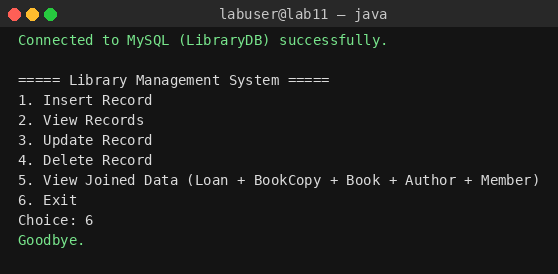 labuser@lab11 — java
Connected to MySQL (LibraryDB) successfully.
===== Library Management System =====
1. Insert Record
2. View Records
3. Update Record
4. Delete Record
5. View Joined Data (Loan + BookCopy + Book + Author + Member)
6. Exit
Choice: 6
Goodbye.